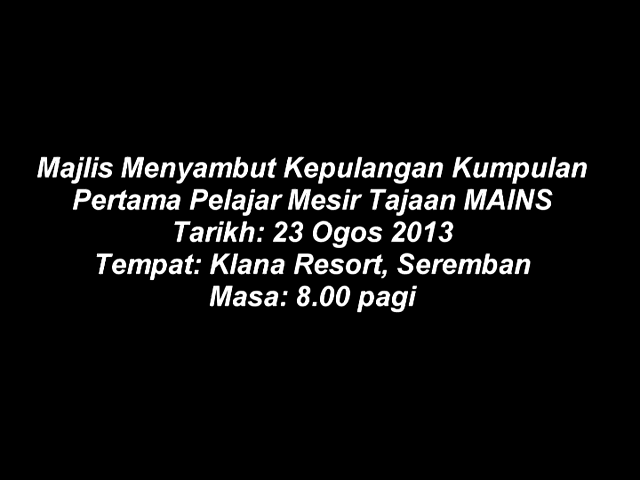 Majlis Menyambut Kepulangan Kumpulan
Pertama Pelajar Mesir Tajaan MAINS
Tarikh: 23 Ogos 2013
Tempat: Klana Resort, Seremban
Masa: 8.00 pagi